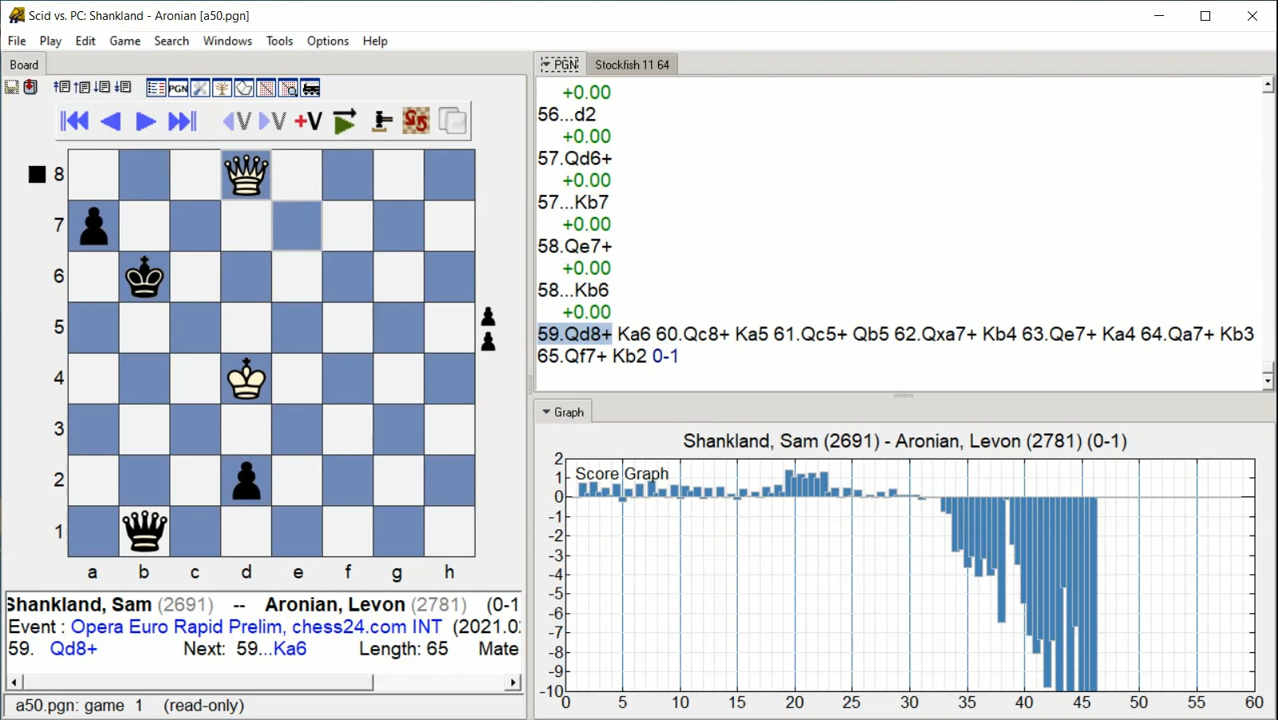 Scid vs. PC: Shankland - Aronian [a50.pgn]
File Play Edit Game Search Windows Tools Options Help
Board
PGN Stockfish 11 64
PGN
V V +V
8
7
6
5
4
3
2
1
a b c d e f g h
+0.00
56...d2
+0.00
57.Qd6+
+0.00
57...Kb7
+0.00
58.Qe7+
+0.00
58...Kb6
+0.00
59.Qd8+ Ka6 60.Qc8+ Ka5 61.Qc5+ Qb5 62.Qxa7+ Kb4 63.Qe7+ Ka4 64.Qa7+ Kb3
65.Qf7+ Kb2 0-1
Graph
Shankland, Sam (2691) - Aronian, Levon (2781) (0-1)
Score Graph
2
1
0
-1
-2
-3
-4
-5
-6
-7
-8
-9
-10
0 5 10 15 20 25 30 35 40 45 50 55 60
Shankland, Sam (2691) -- Aronian, Levon (2781) (0-1
Event : Opera Euro Rapid Prelim, chess24.com INT (2021.02
59. Qd8+ Next: 59...Ka6 Length: 65 Mate
a50.pgn: game 1 (read-only)